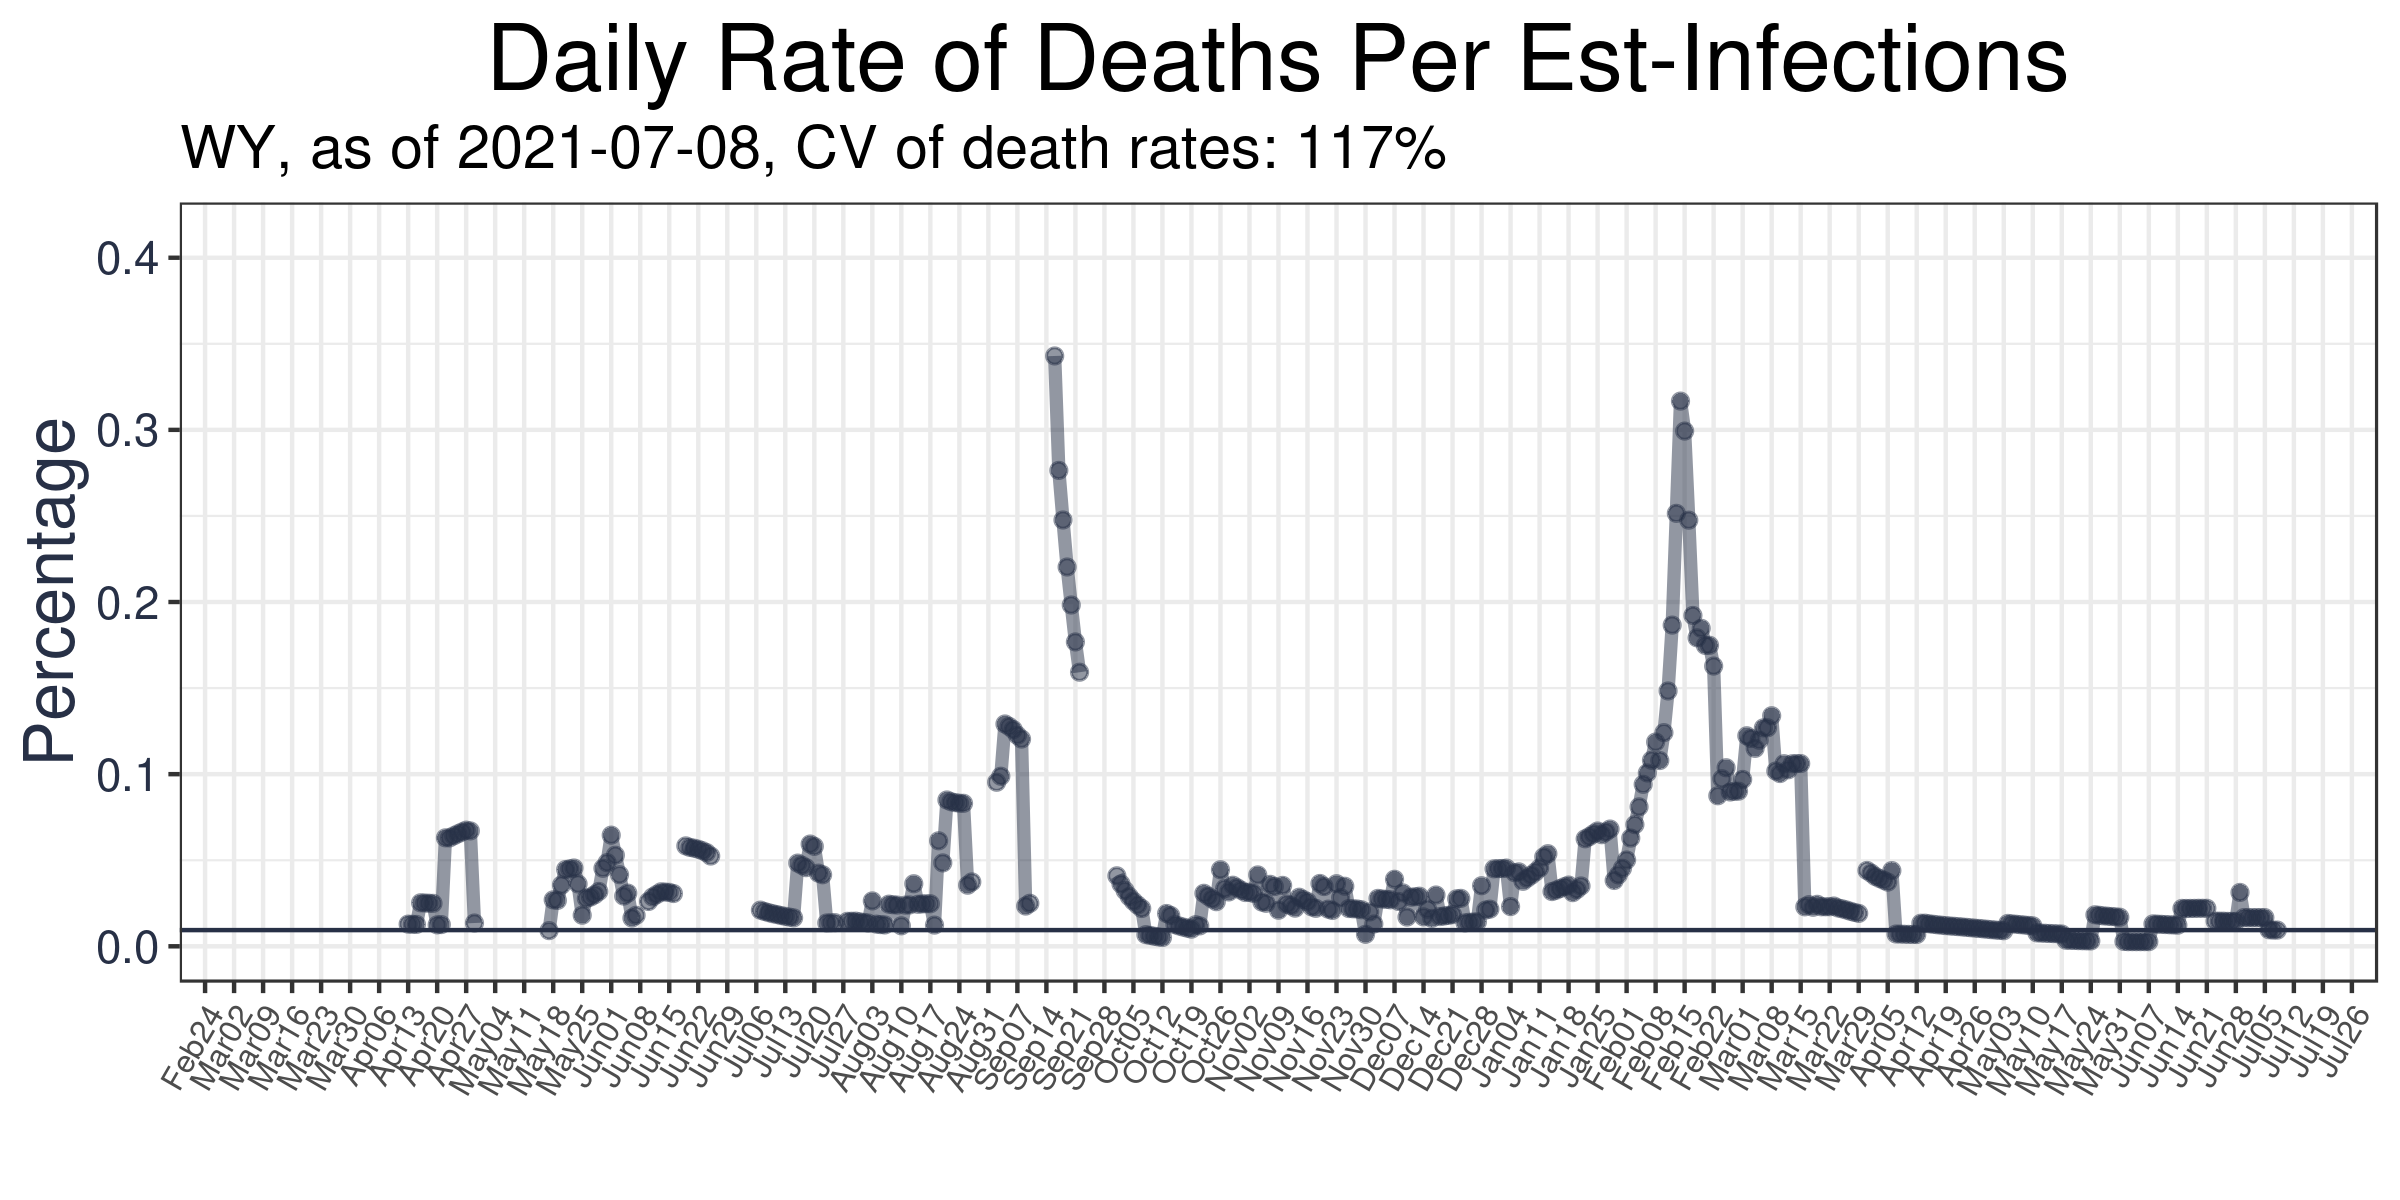 Daily Rate of Deaths Per Est-Infections
WY, as of 2021-07-08, CV of death rates: 117%
Percentage
0.4
0.3
0.2
0.1
0.0
Feb24
Mar02
Mar09
Mar16
Mar23
Mar30
Apr06
Apr13
Apr20
Apr27
May04
May11
May18
May25
Jun01
Jun08
Jun15
Jun22
Jun29
Jul06
Jul13
Jul20
Jul27
Aug03
Aug10
Aug17
Aug24
Aug31
Sep07
Sep14
Sep21
Sep28
Oct05
Oct12
Oct19
Oct26
Nov02
Nov09
Nov16
Nov23
Nov30
Dec07
Dec14
Dec21
Dec28
Jan04
Jan11
Jan18
Jan25
Feb01
Feb08
Feb15
Feb22
Mar01
Mar08
Mar15
Mar22
Mar29
Apr05
Apr12
Apr19
Apr26
May03
May10
May17
May24
May31
Jun07
Jun14
Jun21
Jun28
Jul05
Jul12
Jul19
Jul26